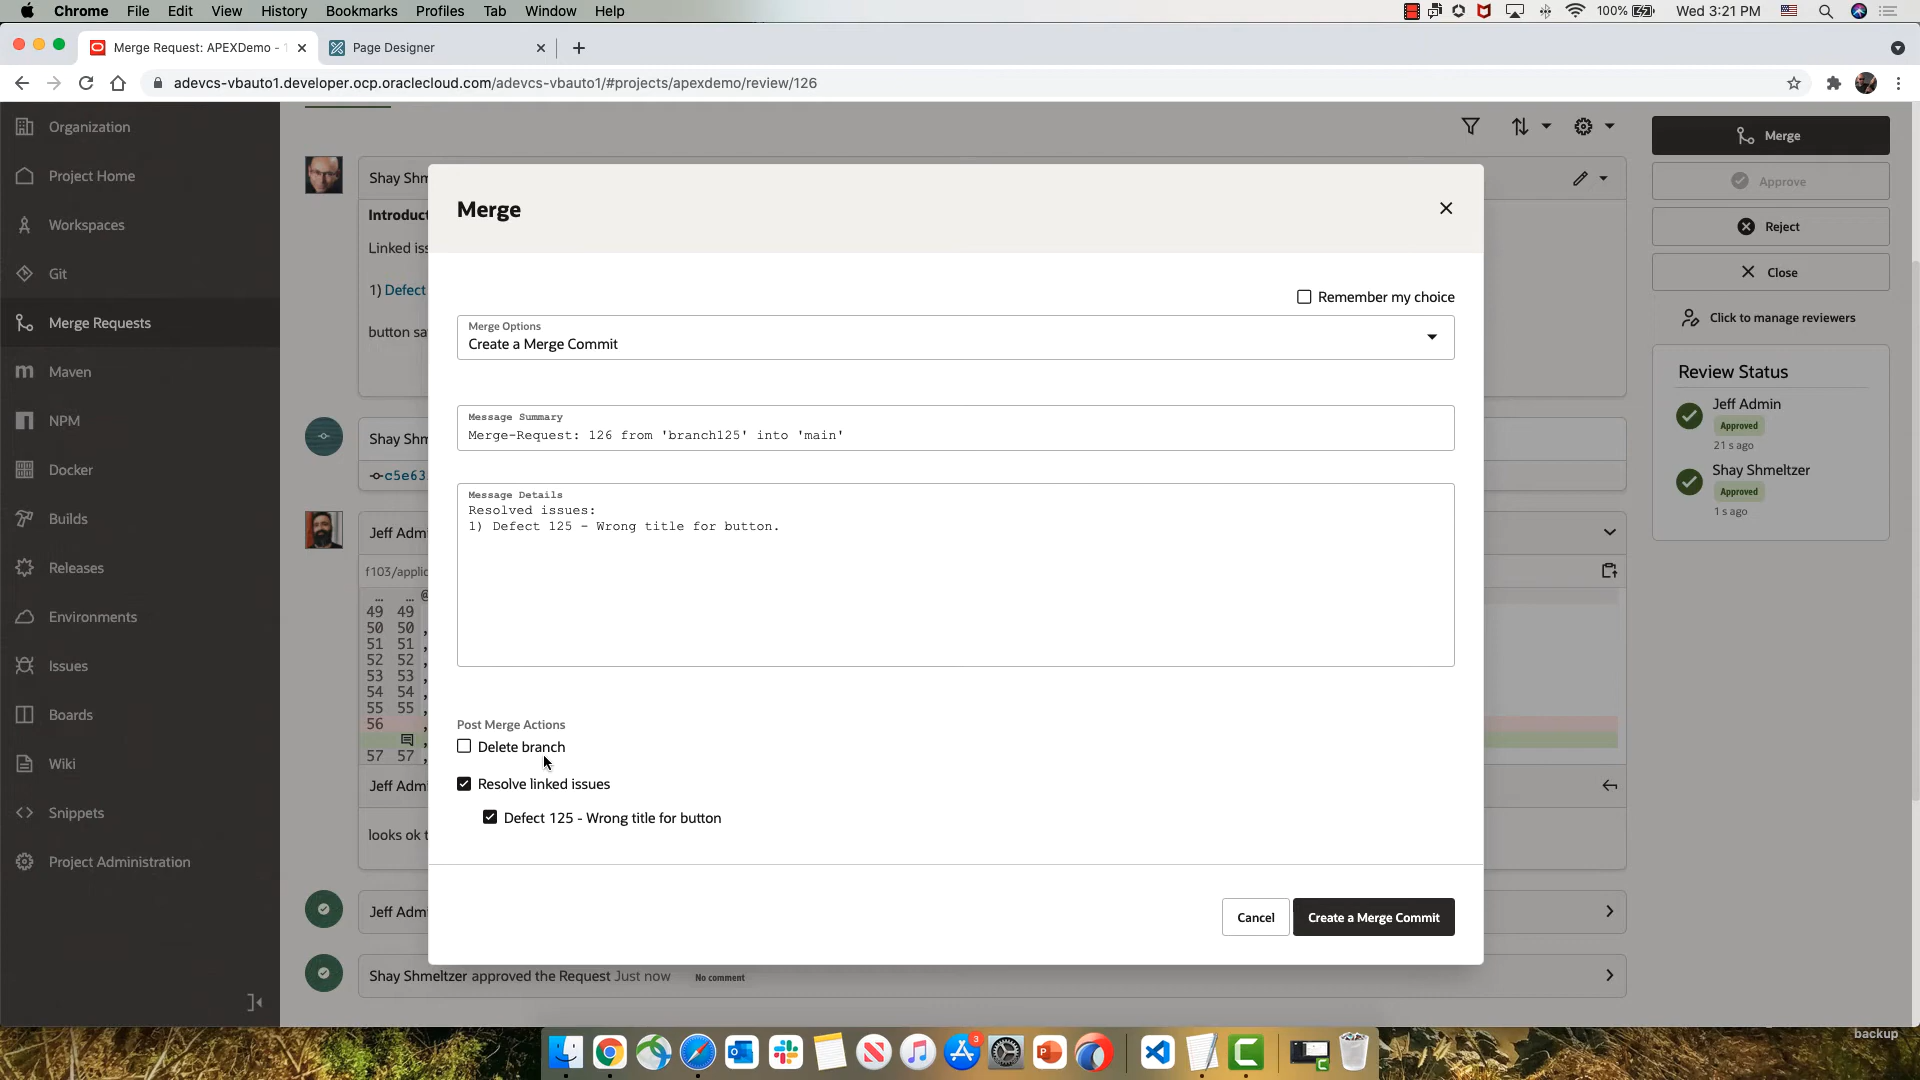 Chrome File Edit View History Bookmarks Profiles Tab Window Help 100% Wed 3:21 PM
Merge Request: APEXDemo - Page Designer
adevcs-vbauto1.developer.ocp.oraclecloud.com/adevcs-vbauto1/#projects/apexdemo/review/126
Organization
Project Home
Workspaces
Git
Merge Requests
Maven
NPM
Docker
Builds
Releases
Environments
Issues
Boards
Wiki
Snippets
Project Administration
Shay Shm
Introduct
Linked iss
1) Defect
button sa
Shay Shm
c5e63
Jeff Adm
f103/applic
... ... @
49 49
50 50 ,
51 51 ,
52 52 ,
53 53 ,
54 54 ,
55 55 ,
56 ,
57 57 ,
Jeff Adm
looks ok t
Jeff Adm
Shay Shmeltzer approved the Request Just now No comment
Merge
Remember my choice
Merge Options
Create a Merge Commit
Message Summary
Merge-Request: 126 from 'branch125' into 'main'
Message Details
Resolved issues:
1) Defect 125 - Wrong title for button.
Post Merge Actions
Delete branch
Resolve linked issues
Defect 125 - Wrong title for button
Cancel
Create a Merge Commit
Merge
Approve
Reject
Close
Click to manage reviewers
Review Status
Jeff Admin
Approved
21 s ago
Shay Shmeltzer
Approved
1 s ago
3
backup